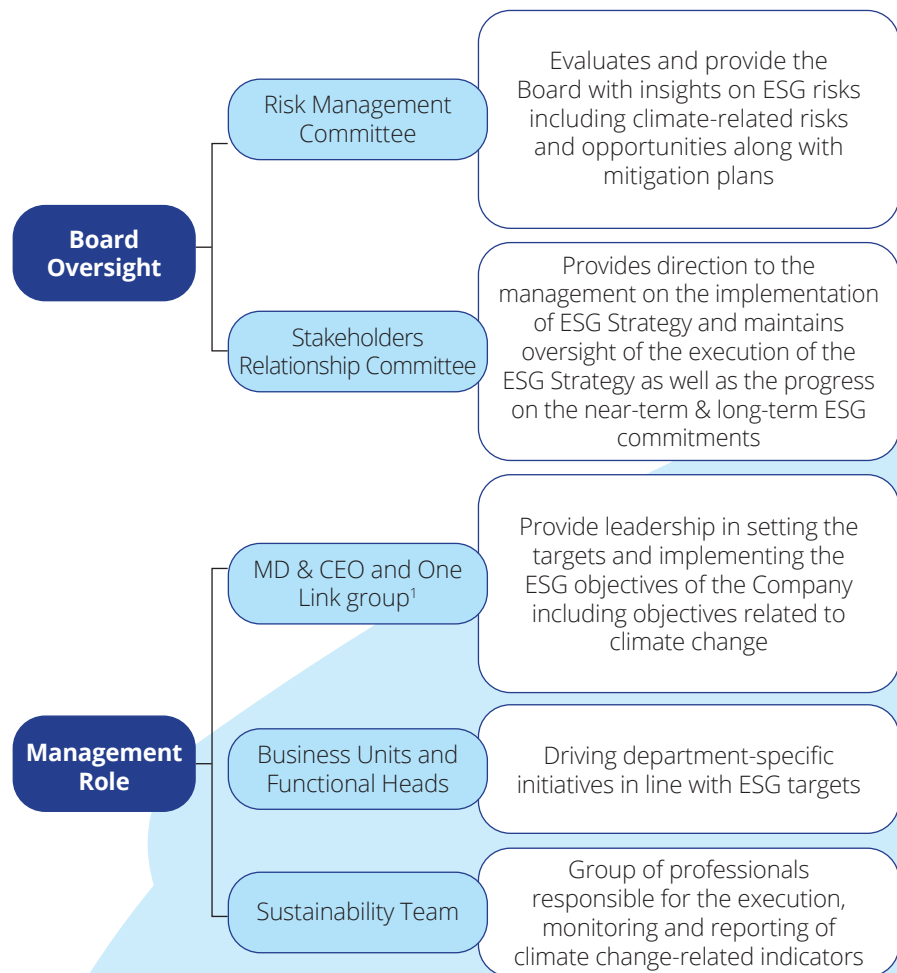 Board
Oversight
Risk Management
Committee
Evaluates and provide the
Board with insights on ESG risks
including climate-related risks
and opportunities along with
mitigation plans
Stakeholders
Relationship Committee
Provides direction to the
management on the implementation
of ESG Strategy and maintains
oversight of the execution of the
ESG Strategy as well as the progress
on the near-term & long-term ESG
commitments
Management
Role
MD & CEO and One
Link group¹
Provide leadership in setting the
targets and implementing the
ESG objectives of the Company
including objectives related to
climate change
Business Units and
Functional Heads
Driving department-specific
initiatives in line with ESG targets
Sustainability Team
Group of professionals
responsible for the execution,
monitoring and reporting of
climate change-related indicators